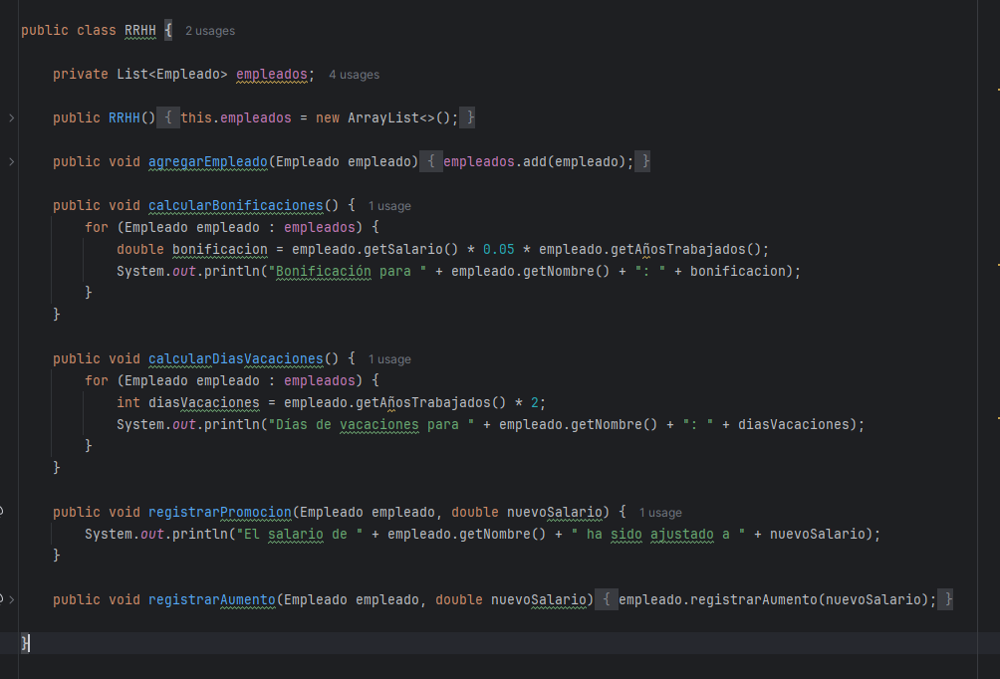 public class RRHH { 2 usages
private List<Empleado> empleados; 4 usages
public RRHH() { this.empleados = new ArrayList<>(); }
public void agregarEmpleado(Empleado empleado) { empleados.add(empleado); }
public void calcularBonificaciones() { 1 usage
for (Empleado empleado : empleados) {
double bonificacion = empleado.getSalario() * 0.05 * empleado.getAñosTrabajados();
System.out.println("Bonificación para " + empleado.getNombre() + ": " + bonificacion);
}
}
public void calcularDiasVacaciones() { 1 usage
for (Empleado empleado : empleados) {
int diasVacaciones = empleado.getAñosTrabajados() * 2;
System.out.println("Días de vacaciones para " + empleado.getNombre() + ": " + diasVacaciones);
}
}
public void registrarPromocion(Empleado empleado, double nuevoSalario) { 1 usage
System.out.println("El salario de " + empleado.getNombre() + " ha sido ajustado a " + nuevoSalario);
}
public void registrarAumento(Empleado empleado, double nuevoSalario) { empleado.registrarAumento(nuevoSalario); }
}